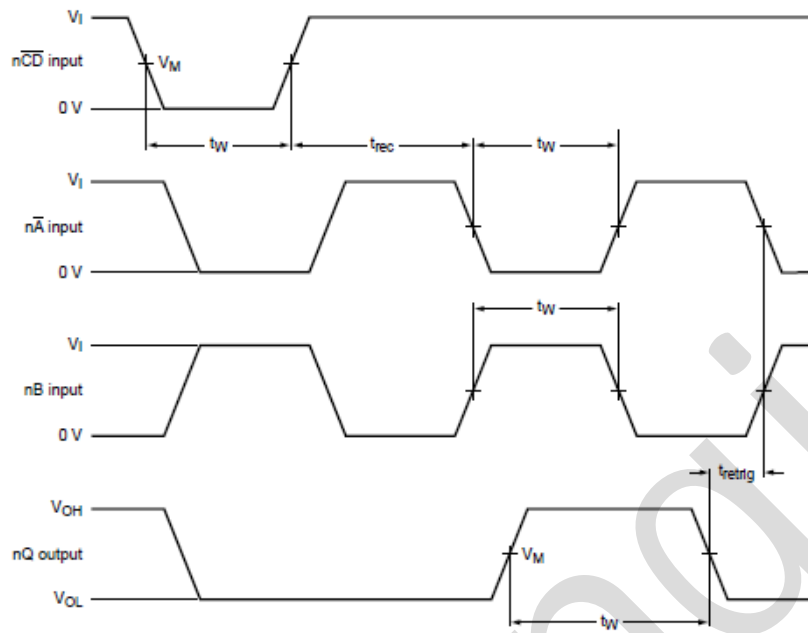 VI
nCD input
VM
0 V
tW
trec
tW
VI
nA input
0 V
tW
VI
nB input
0 V
tretrig
VOH
nQ output
VM
VOL
tW